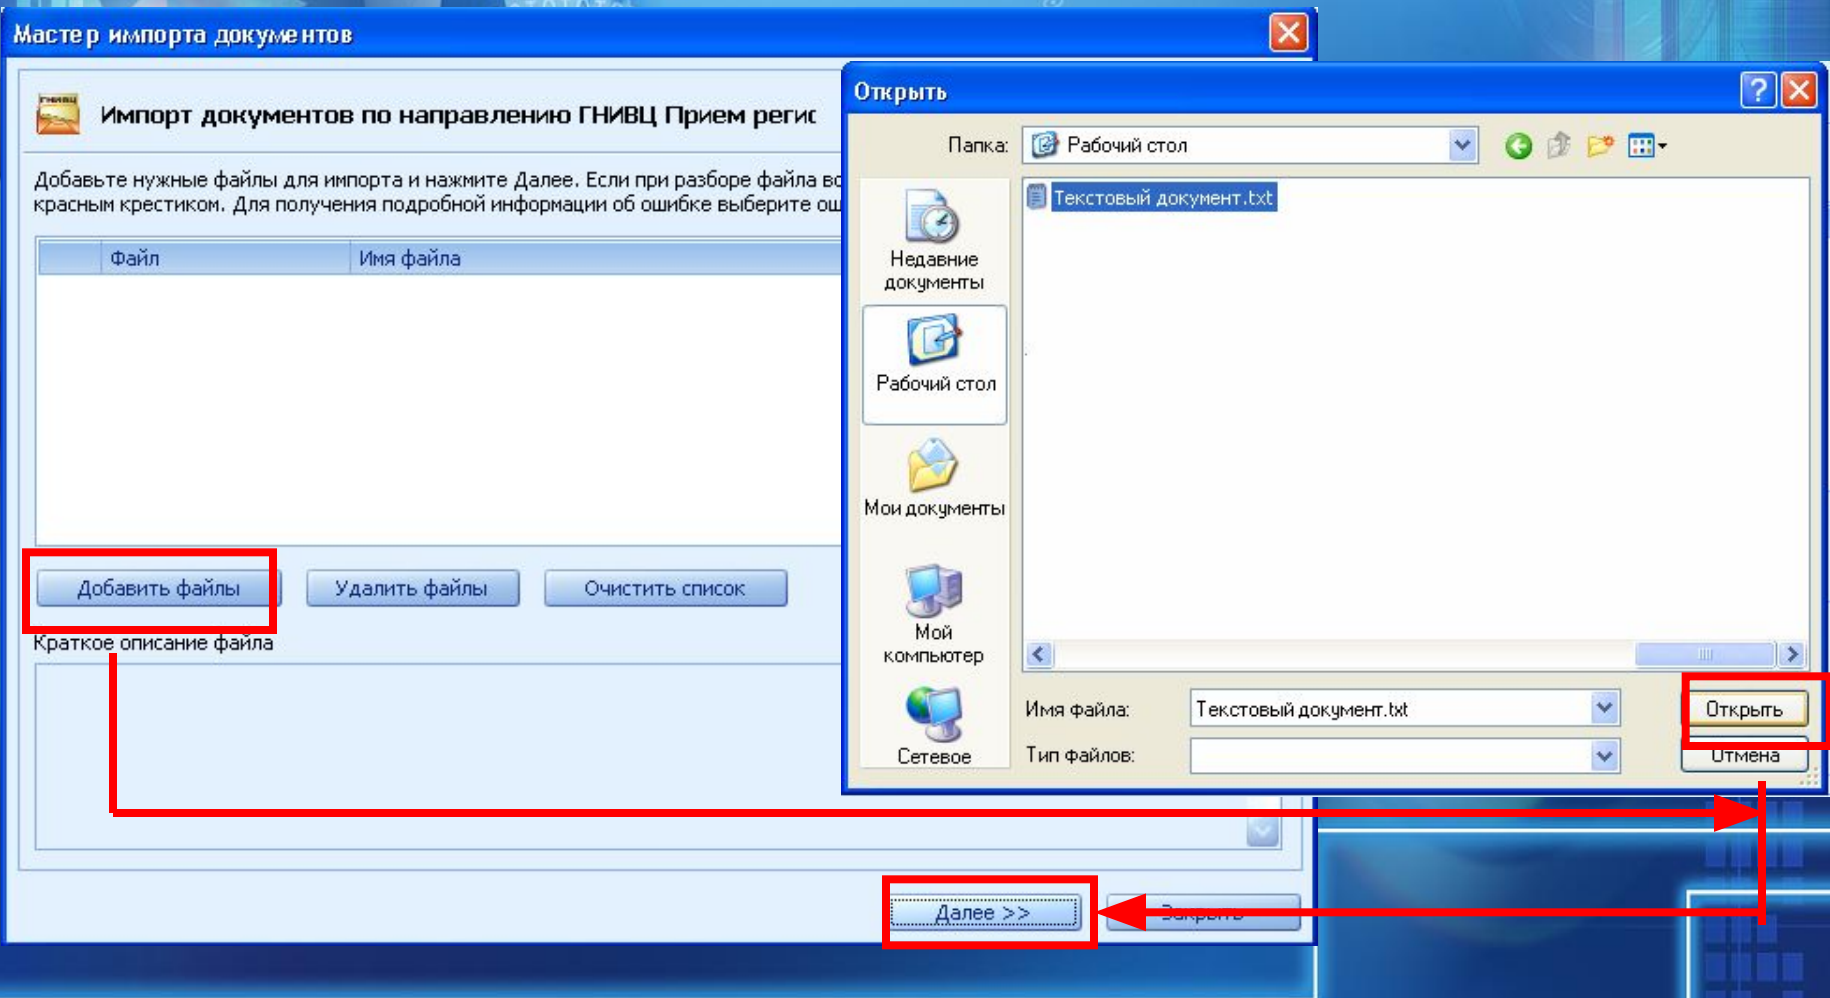 Мастер импорта документов
ГНИВЦ
Импорт документов по направлению ГНИВЦ Прием регис
Добавьте нужные файлы для импорта и нажмите Далее. Если при разборе файла во
красным крестиком. Для получения подробной информации об ошибке выберите ош
Файл Имя файла
Добавить файлы Удалить файлы Очистить список
Краткое описание файла
Далее >> Закрыть
Открыть
Папка: Рабочий стол
Текстовый документ.txt
Недавние
документы
Рабочий стол
Мои документы
Мой
компьютер
Сетевое
Имя файла: Текстовый документ.txt Открыть
Тип файлов: Отмена